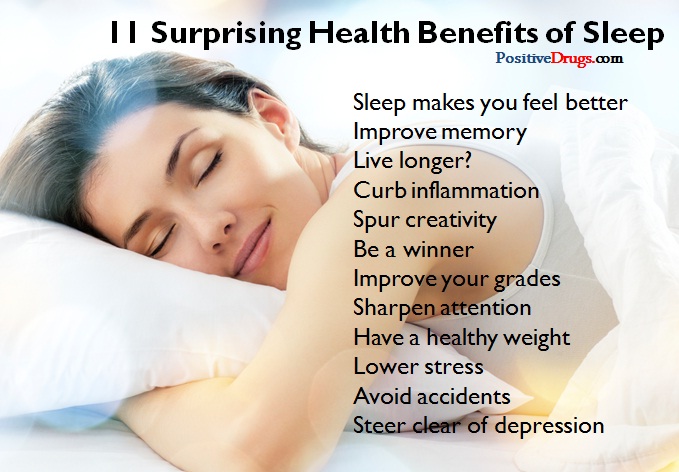 11 Surprising Health Benefits of Sleep
PositiveDrugs.com
Sleep makes you feel better
Improve memory
Live longer?
Curb inflammation
Spur creativity
Be a winner
Improve your grades
Sharpen attention
Have a healthy weight
Lower stress
Avoid accidents
Steer clear of depression